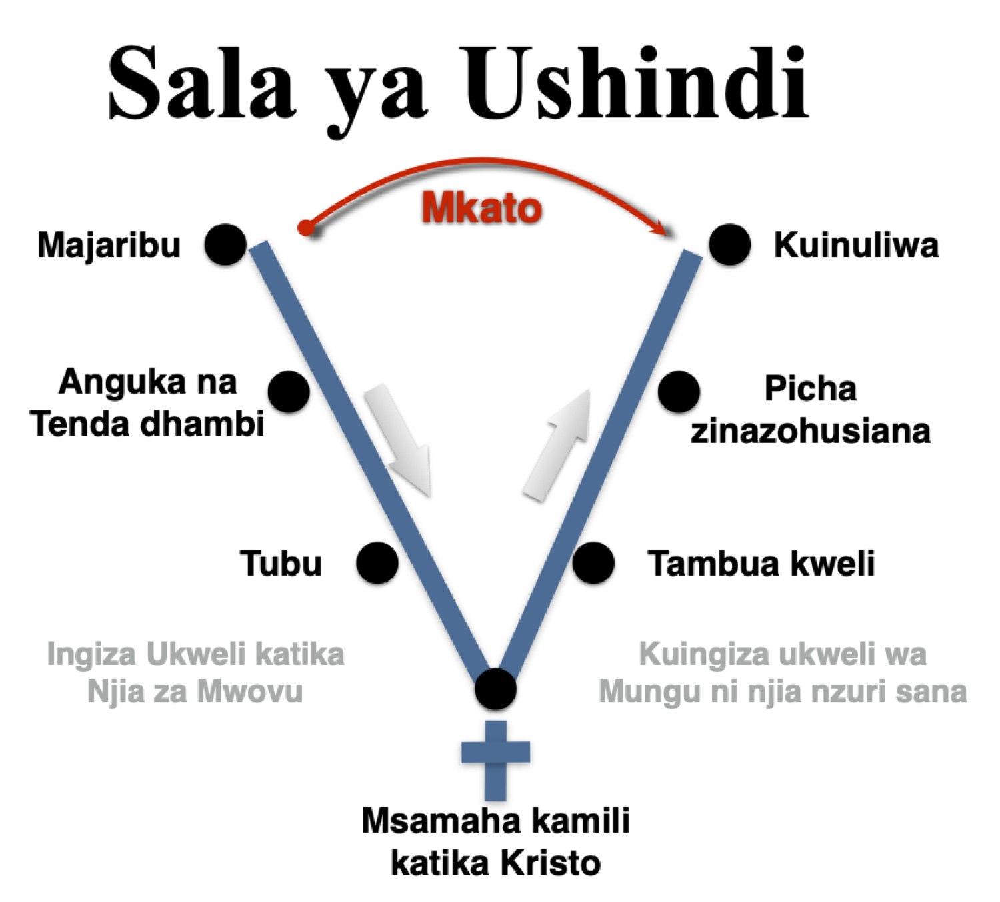 Sala ya Ushindi
Mkato
Majaribu
Kuinuliwa
Anguka na
Tenda dhambi
Picha
zinazohusiana
Tubu
Tambua kweli
Ingiza Ukweli katika
Njia za Mwovu
Kuingiza ukweli wa
Mungu ni njia nzuri sana
Msamaha kamili
katika Kristo